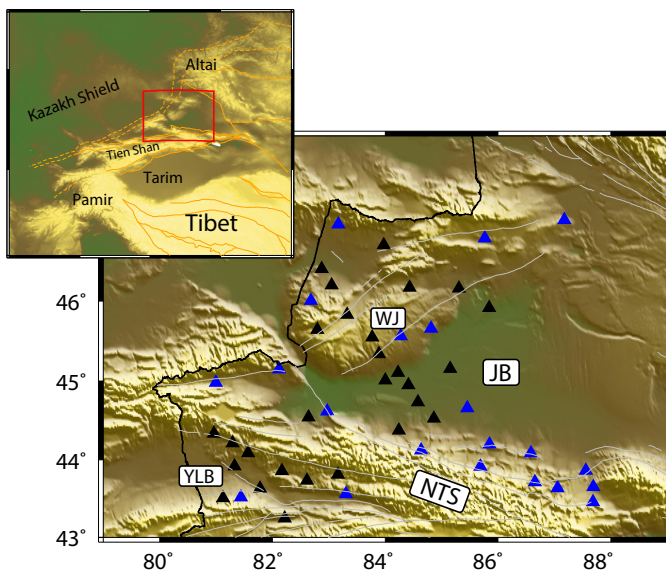 Altai
Kazakh Shield
Tien Shan
Tarim
Pamir
Tibet
46°
WJ
45°
JB
44°
YLB
NTS
43°
80°
82°
84°
86°
88°